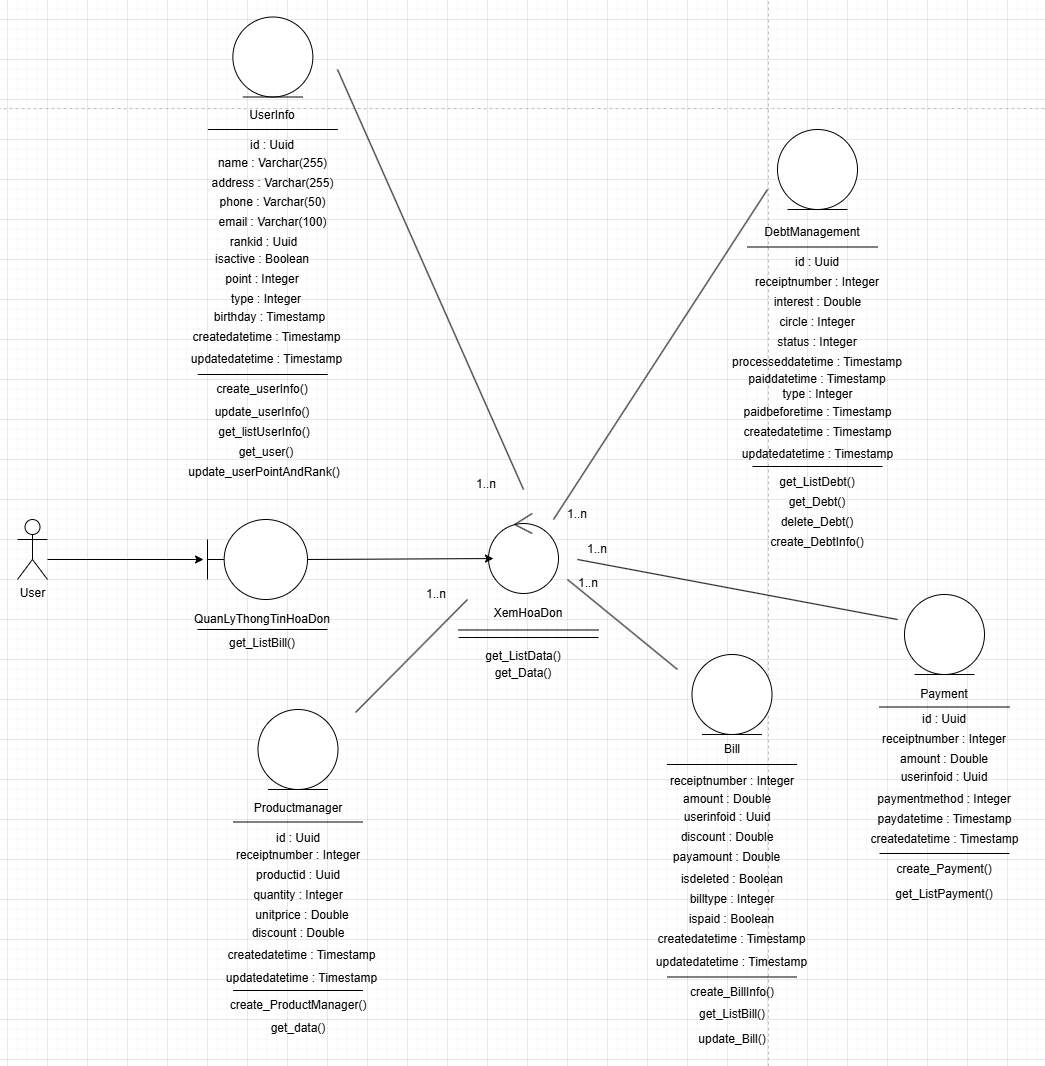 UserInfo
id : Uuid
name : Varchar(255)
address : Varchar(255)
phone : Varchar(50)
email : Varchar(100)
rankid : Uuid
isactive : Boolean
point : Integer
type : Integer
birthday : Timestamp
createdatetime : Timestamp
updatedatetime : Timestamp
create_userInfo()
update_userInfo()
get_listUserInfo()
get_user()
update_userPointAndRank()
DebtManagement
id : Uuid
receiptnumber : Integer
interest : Double
circle : Integer
status : Integer
processeddatetime : Timestamp
paiddatetime : Timestamp
type : Integer
paidbeforetime : Timestamp
createdatetime : Timestamp
updatedatetime : Timestamp
get_ListDebt()
get_Debt()
delete_Debt()
create_DebtInfo()
1..n
1..n
1..n
1..n
1..n
User
QuanLyThongTinHoaDon
get_ListBill()
XemHoaDon
get_ListData()
get_Data()
Productmanager
id : Uuid
receiptnumber : Integer
productid : Uuid
quantity : Integer
unitprice : Double
discount : Double
createdatetime : Timestamp
updatedatetime : Timestamp
create_ProductManager()
get_data()
Bill
receiptnumber : Integer
amount : Double
userinfoid : Uuid
discount : Double
payamount : Double
isdeleted : Boolean
billtype : Integer
ispaid : Boolean
createdatetime : Timestamp
updatedatetime : Timestamp
create_BillInfo()
get_ListBill()
update_Bill()
Payment
id : Uuid
receiptnumber : Integer
amount : Double
userinfoid : Uuid
paymentmethod : Integer
paydatetime : Timestamp
createdatetime : Timestamp
create_Payment()
get_ListPayment()